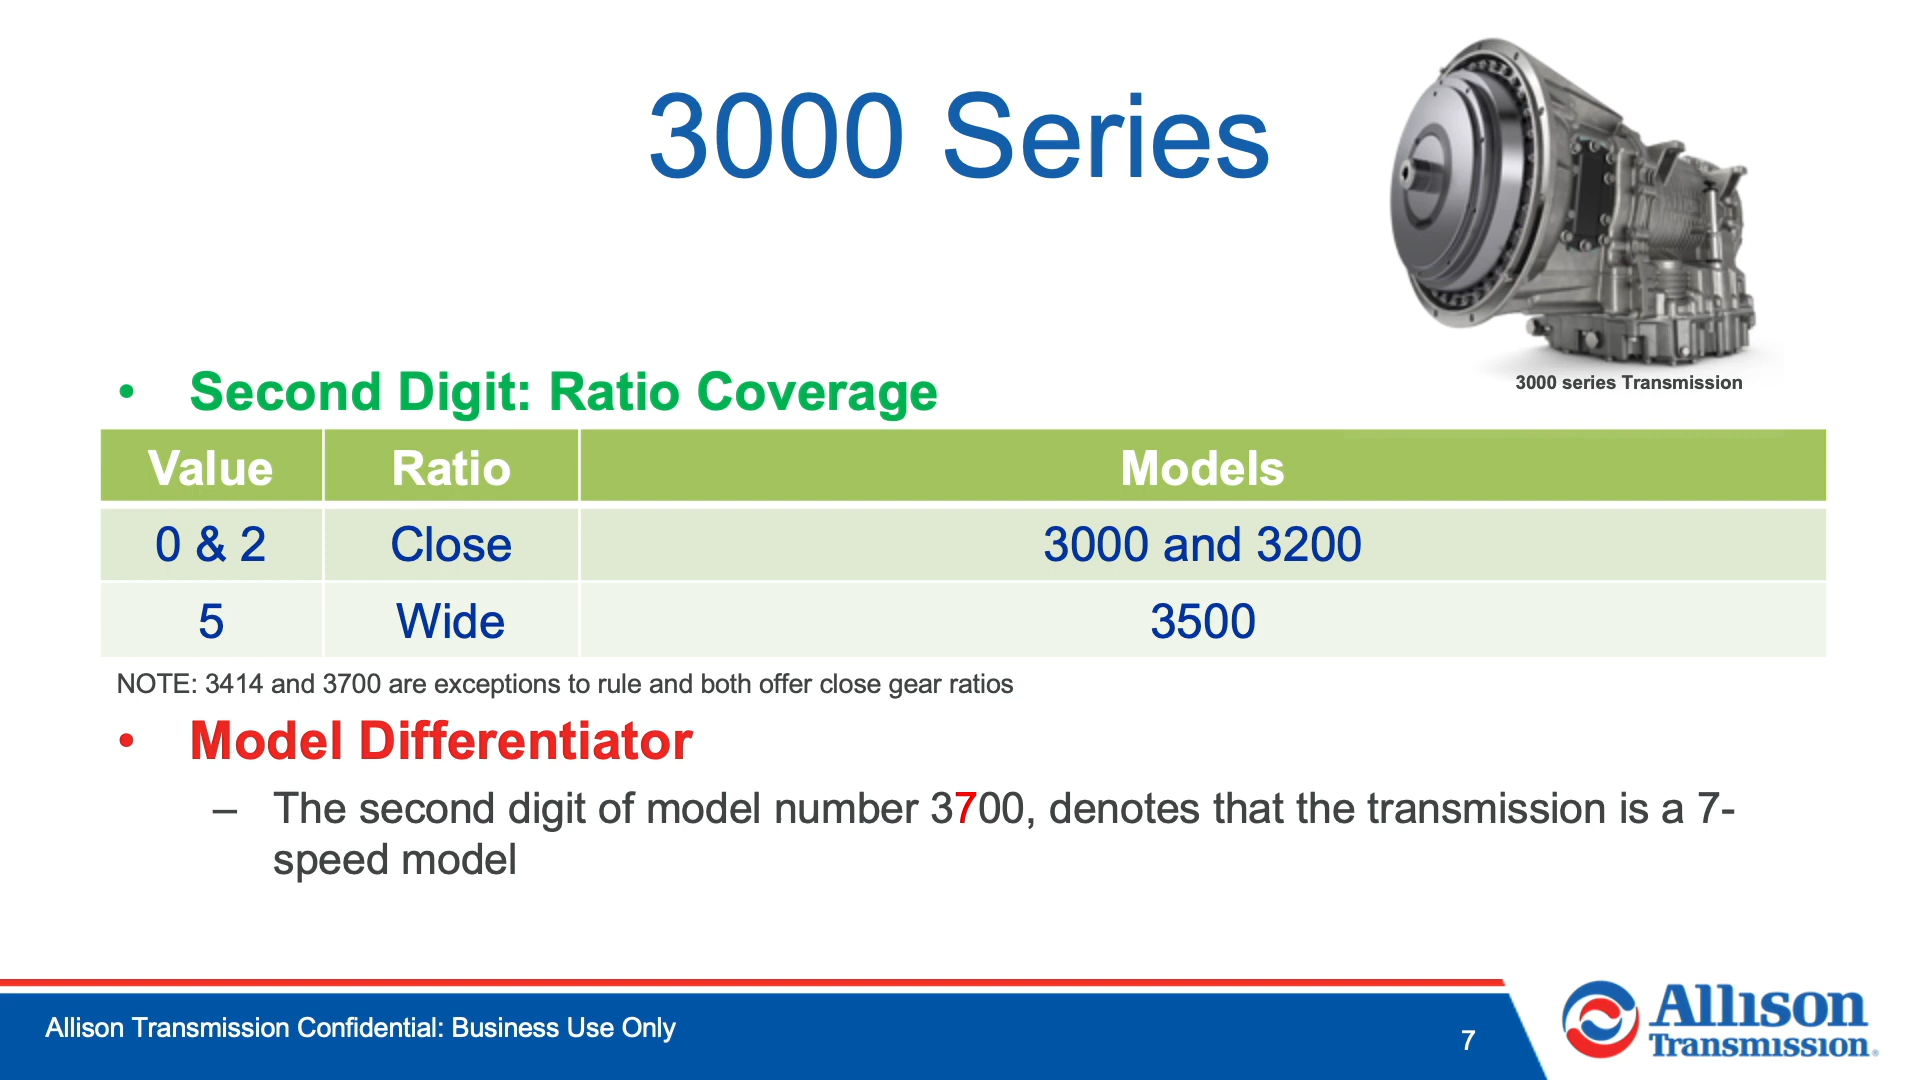 3000 Series
3000 series Transmission
• Second Digit: Ratio Coverage
Value Ratio Models
0 & 2 Close 3000 and 3200
5 Wide 3500
NOTE: 3414 and 3700 are exceptions to rule and both offer close gear ratios
• Model Differentiator
– The second digit of model number 3700, denotes that the transmission is a 7-
speed model
Allison Transmission Confidential: Business Use Only
7
Allison
Transmission®